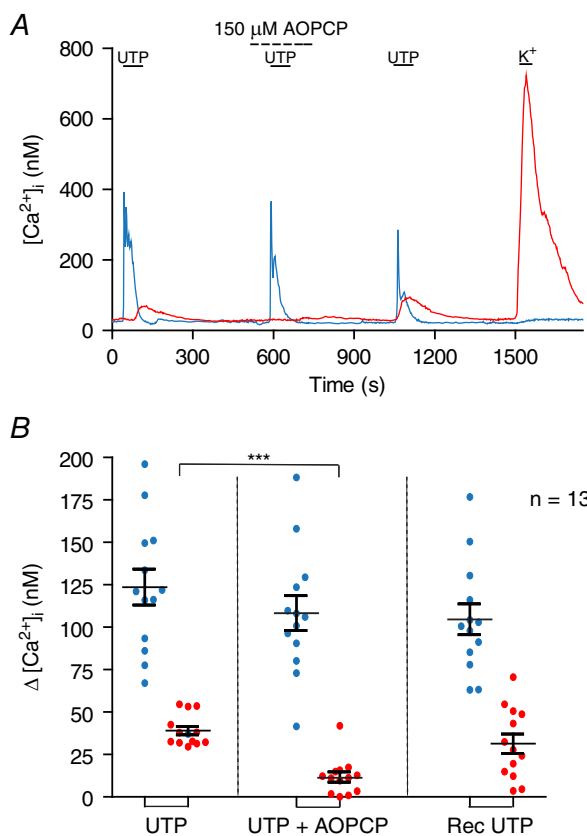 A
150 µM AOPCP
UTP UTP UTP K+
800
600
400
200
0
[Ca2+]i (nM)
0 300 600 900 1200 1500
Time (s)
B
200
175
150
125
100
75
50
25
0
Δ [Ca2+]i (nM)
***
n = 13
UTP UTP + AOPCP Rec UTP